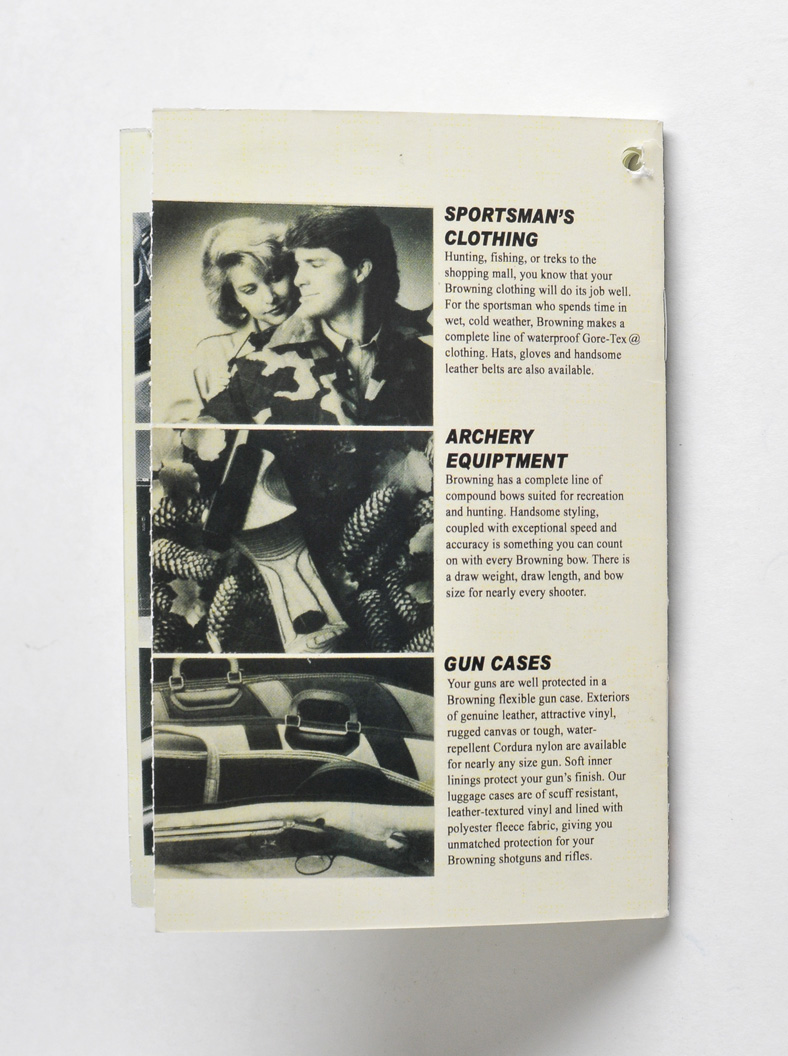 SPORTSMAN'S
CLOTHING
Hunting, fishing, or treks to the
shopping mall, you know that your
Browning clothing will do its job well.
For the sportsman who spends time in
wet, cold weather, Browning makes a
complete line of waterproof Gore-Tex@
clothing. Hats, gloves and handsome
leather belts are also available.
ARCHERY
EQUIPTMENT
Browning has a complete line of
compound bows suited for recreation
and hunting. Handsome styling,
coupled with exceptional speed and
accuracy is something you can count
on with every Browning bow. There is
a draw weight, draw length, and bow
size for nearly every shooter.
GUN CASES
Your guns are well protected in a
Browning flexible gun case. Exteriors
of genuine leather, attractive vinyl,
rugged canvas or tough, water-
repellent Cordura nylon are available
for nearly any size gun. Soft inner
linings protect your gun's finish. Our
luggage cases are of scuff resistant,
leather-textured vinyl and lined with
polyester fleece fabric, giving you
unmatched protection for your
Browning shotguns and rifles.